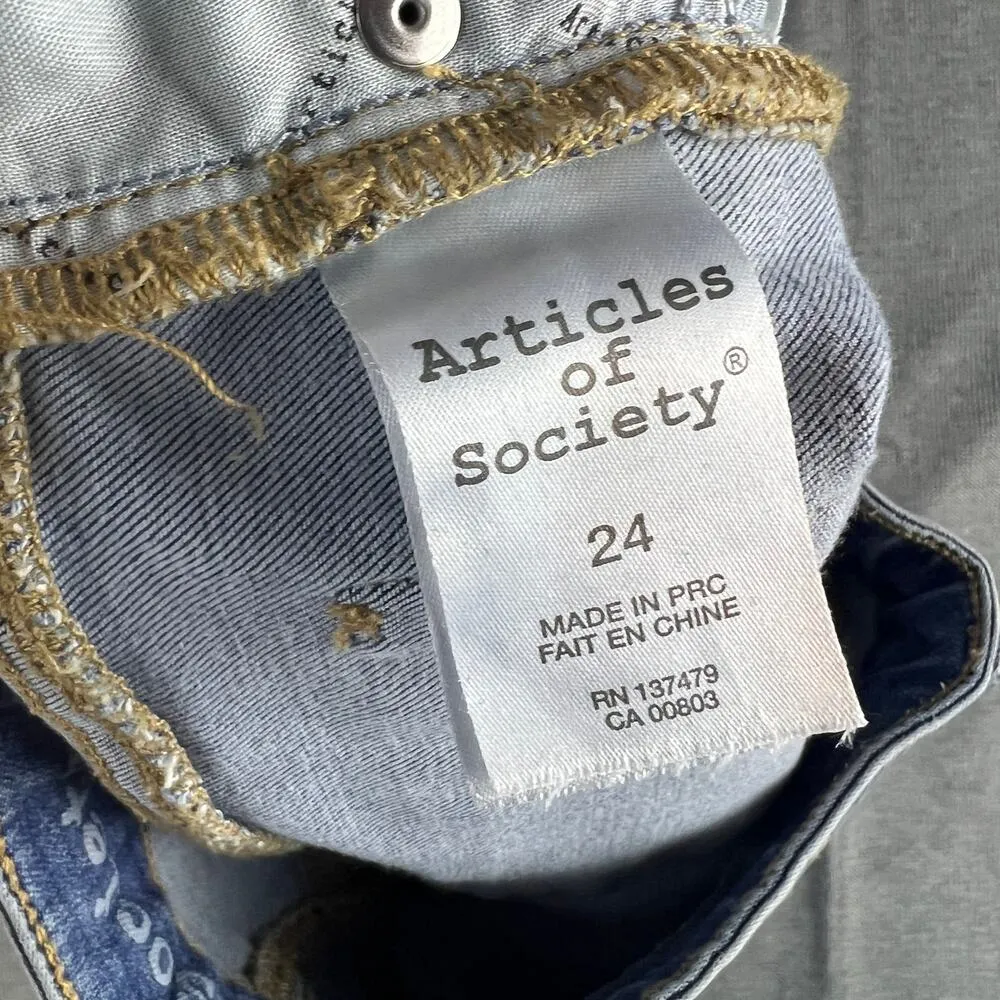 Articles
of
Society®
24
MADE IN PRC
FAIT EN CHINE
RN 137479
CA 00803